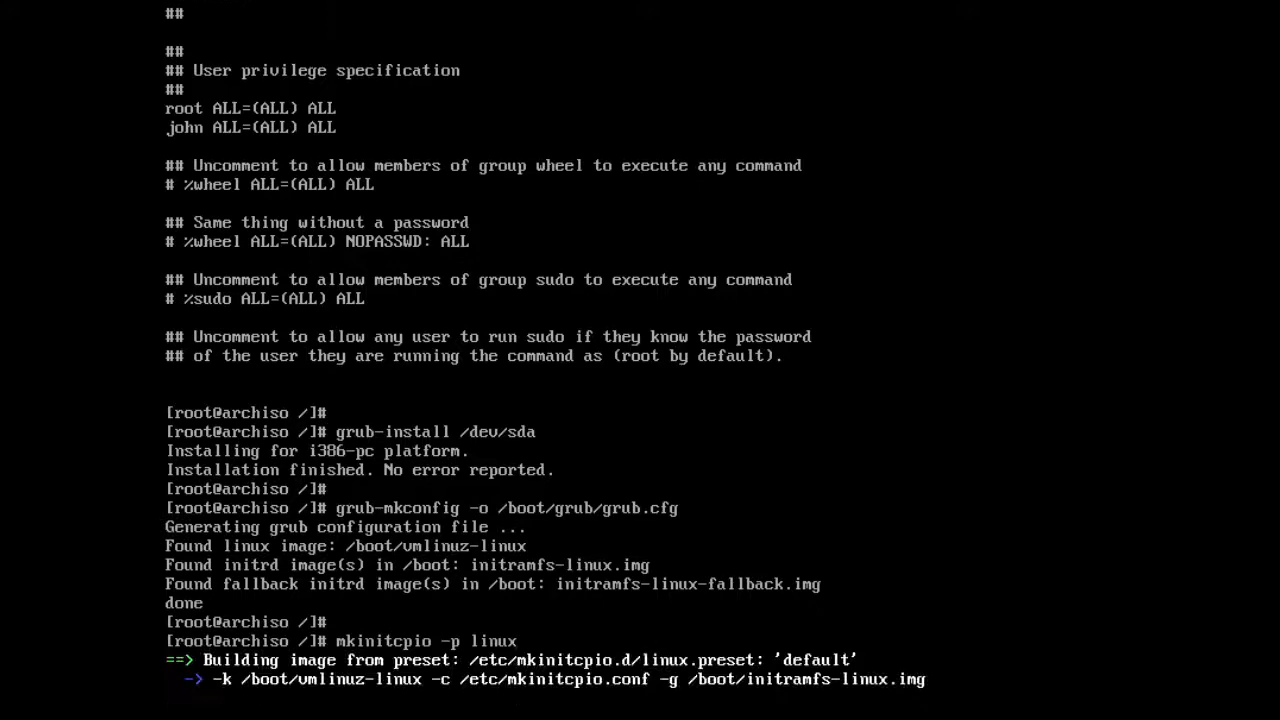 ##
##
## User privilege specification
##
root ALL=(ALL) ALL
john ALL=(ALL) ALL
## Uncomment to allow members of group wheel to execute any command
# %wheel ALL=(ALL) ALL
## Same thing without a password
# %wheel ALL=(ALL) NOPASSWD: ALL
## Uncomment to allow members of group sudo to execute any command
# %sudo ALL=(ALL) ALL
## Uncomment to allow any user to run sudo if they know the password
## of the user they are running the command as (root by default).
[root@archiso /]#
[root@archiso /]# grub-install /dev/sda
Installing for i386-pc platform.
Installation finished. No error reported.
[root@archiso /]#
[root@archiso /]# grub-mkconfig -o /boot/grub/grub.cfg
Generating grub configuration file ...
Found linux image: /boot/vmlinuz-linux
Found initrd image(s) in /boot: initramfs-linux.img
Found fallback initrd image(s) in /boot: initramfs-linux-fallback.img
done
[root@archiso /]#
[root@archiso /]# mkinitcpio -p linux
==> Building image from preset: /etc/mkinitcpio.d/linux.preset: 'default'
-> -k /boot/vmlinuz-linux -c /etc/mkinitcpio.conf -g /boot/initramfs-linux.img